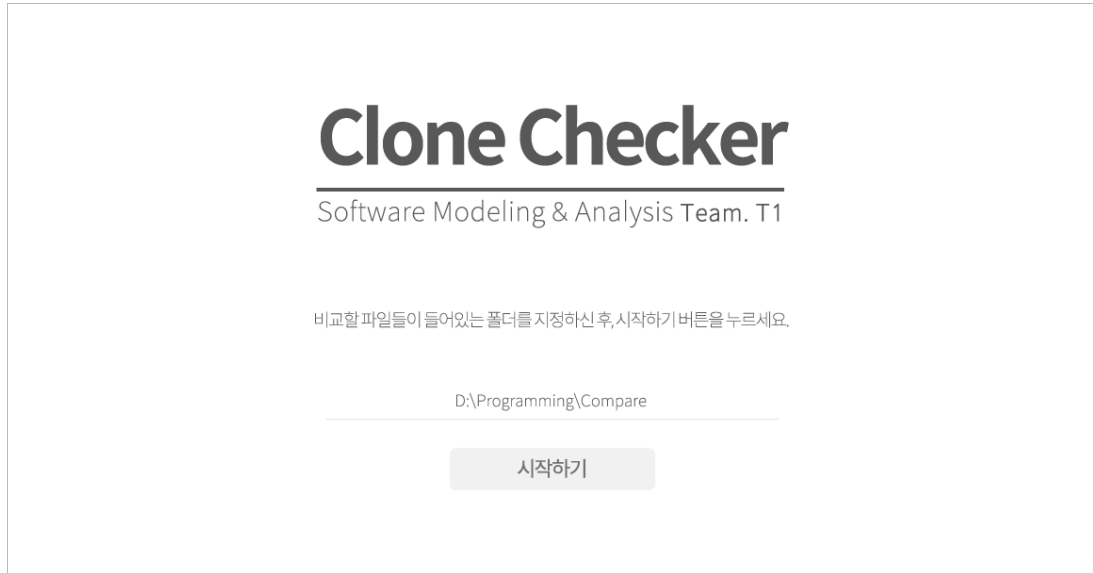 Clone Checker
Software Modeling & Analysis Team. T1
비교할 파일들이 들어있는 폴더를 지정하신 후, 시작하기 버튼을 누르세요.
D:\Programming\Compare
시작하기